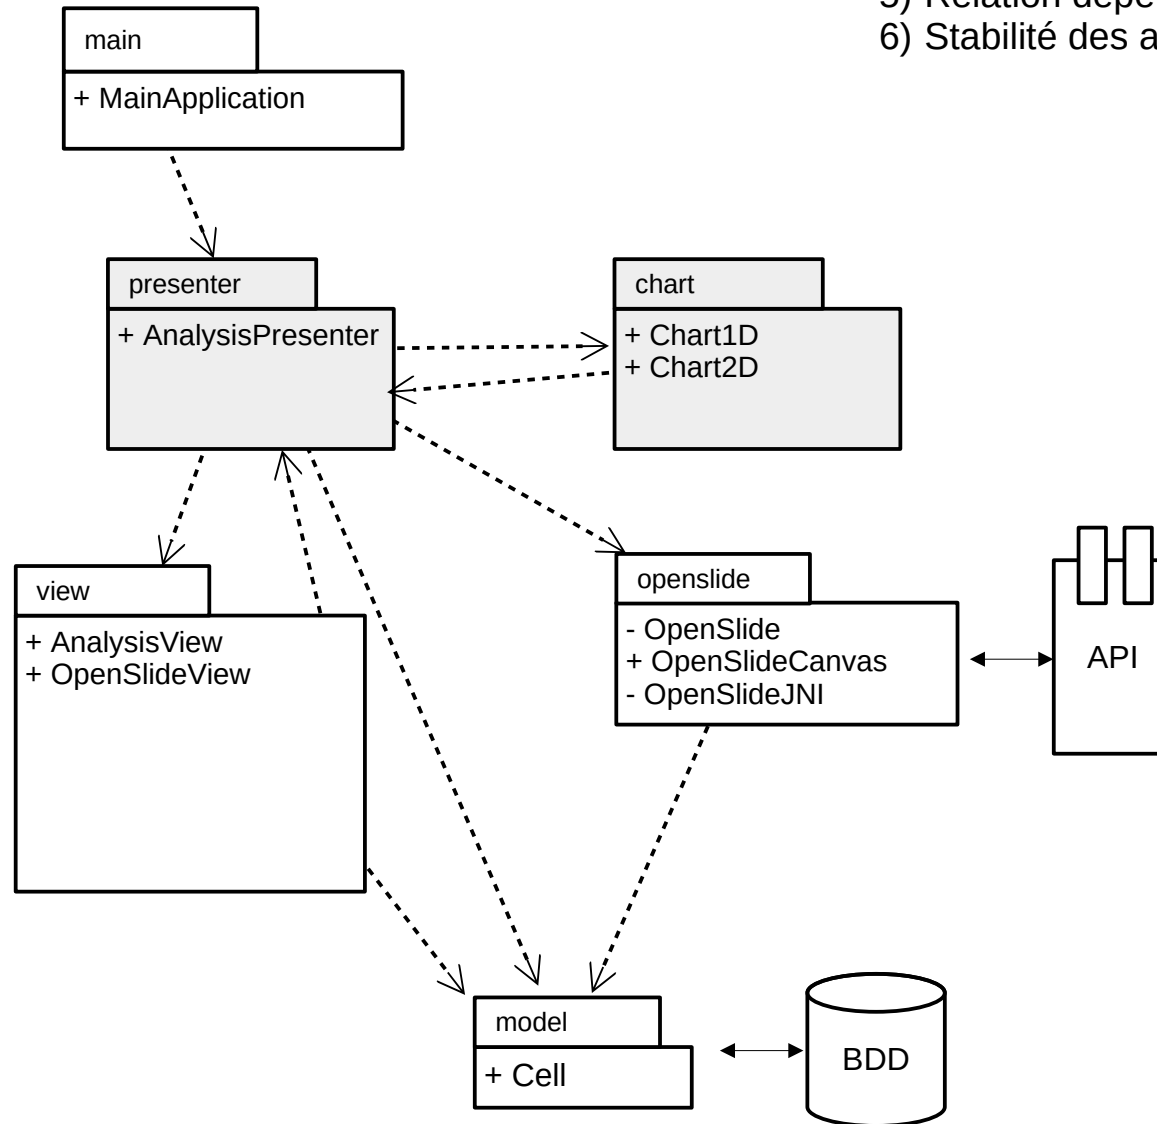 6) Stabilité des a
main
+ MainApplication
presenter
+ AnalysisPresenter
chart
+ Chart1D
+ Chart2D
view
+ AnalysisView
+ OpenSlideView
openslide
- OpenSlide
+ OpenSlideCanvas
- OpenSlideJNI
API
model
+ Cell
BDD